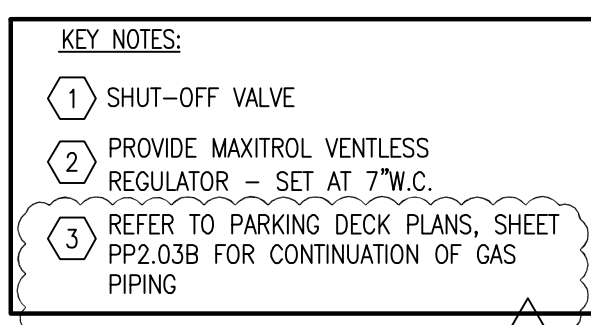 KEY NOTES:
1 SHUT-OFF VALVE
2 PROVIDE MAXITROL VENTLESS
REGULATOR - SET AT 7"W.C.
3 REFER TO PARKING DECK PLANS, SHEET
PP2.03B FOR CONTINUATION OF GAS
PIPING